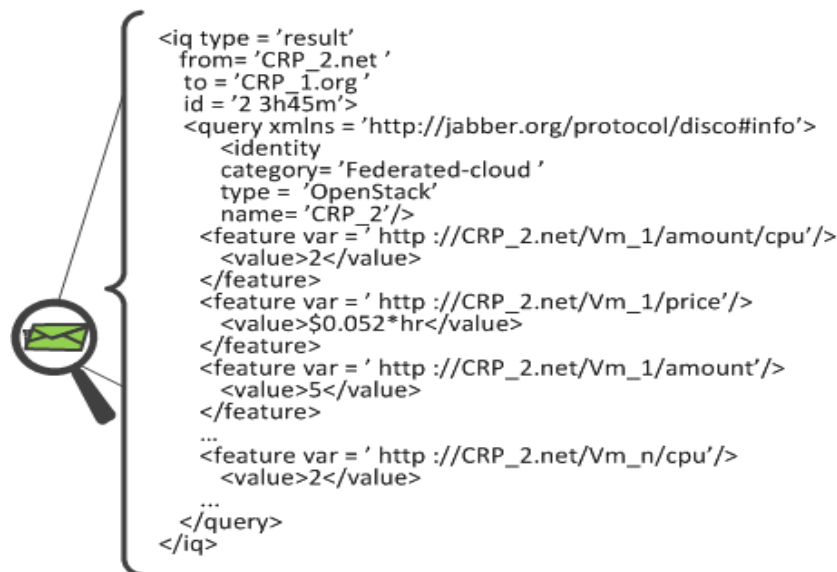 <iq type = ’result’
from= ’CRP_2.net ’
to = ’CRP_1.org ’
id = ’2 3h45m’>
<query xmlns = ’http://jabber.org/protocol/disco#info’>
<identity
category= ’Federated-cloud ’
type = ’OpenStack’
name= ’CRP_2’/>
<feature var = ’ http ://CRP_2.net/Vm_1/amount/cpu’/>
<value>2</value>
</feature>
<feature var = ’ http ://CRP_2.net/Vm_1/price’/>
<value>$0.052*hr</value>
</feature>
<feature var = ’ http ://CRP_2.net/Vm_1/amount’/>
<value>5</value>
</feature>
...
<feature var = ’ http ://CRP_2.net/Vm_n/cpu’/>
<value>2</value>
...
</query>
</iq>